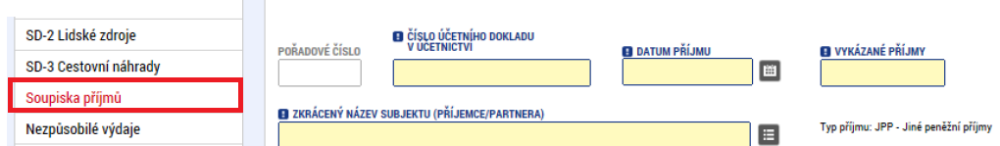 SD-2 Lidské zdroje
SD-3 Cestovní náhrady
Soupiska příjmů
Nezpůsobilé výdaje
POŘADOVÉ ČÍSLO
ČÍSLO ÚČETNÍHO DOKLADU
V ÚČETNICTVÍ
DATUM PŘÍJMU
VYKÁZANÉ PŘÍJMY
ZKRÁCENÝ NÁZEV SUBJEKTU (PŘÍJEMCE/PARTNERA)
Typ příjmu: JPP - Jiné peněžní příjmy